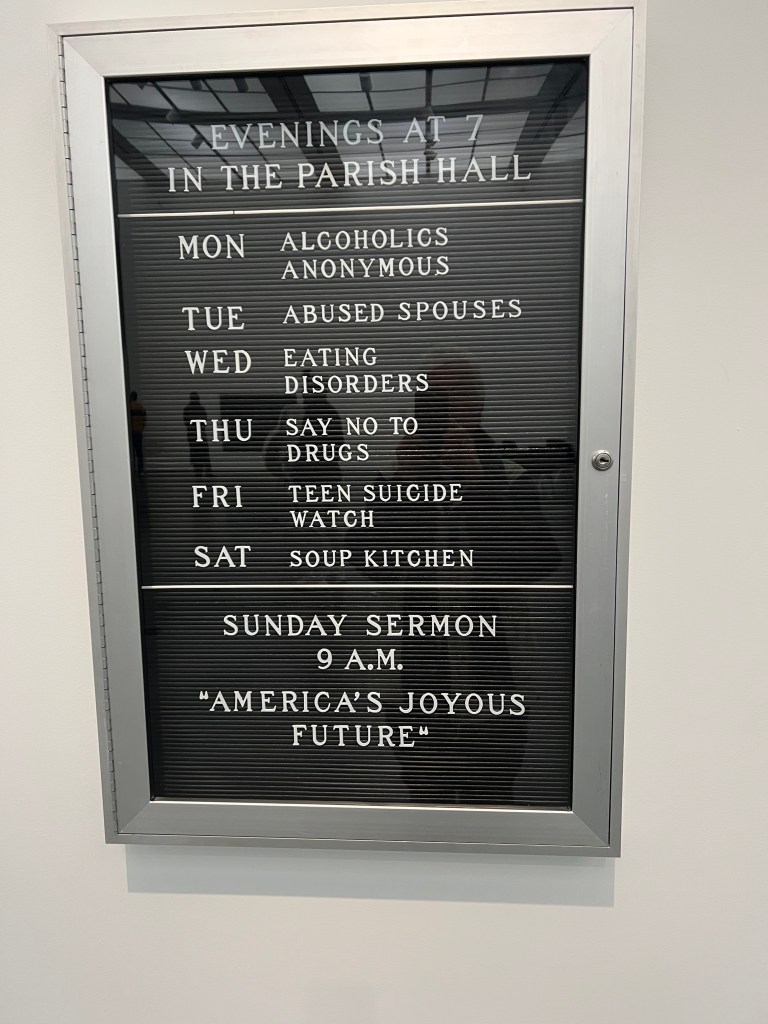 EVENINGS AT 7
IN THE PARISH HALL
MON ALCOHOLICS
ANONYMOUS
TUE ABUSED SPOUSES
WED EATING
DISORDERS
THU SAY NO TO
DRUGS
FRI TEEN SUICIDE
WATCH
SAT SOUP KITCHEN
SUNDAY SERMON
9 A.M.
"AMERICA'S JOYOUS
FUTURE"